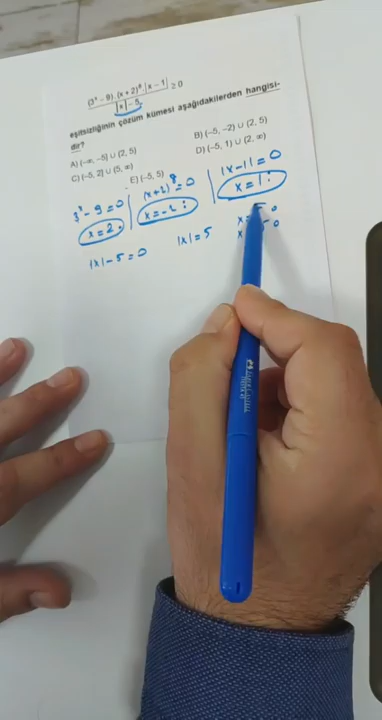 (3ˣ – 9).(x + 2)⁸.|x – 1|
|x| – 5
≥ 0
eşitsizliğinin çözüm kümesi aşağıdakilerden hangisi-
dir?
A) (–∞, –5] ∪ (2, 5)
B) (–5, –2) ∪ (2, 5)
C) (–5, 2] ∪ (5, ∞)
D) (–5, 1) ∪ (2, ∞)
E) (–5, 5)
3ˣ - 9 = 0
(x+2)⁸ = 0
|x-1| = 0
x = 2
x = -2
x = 1
|x| - 5 = 0
|x| = 5